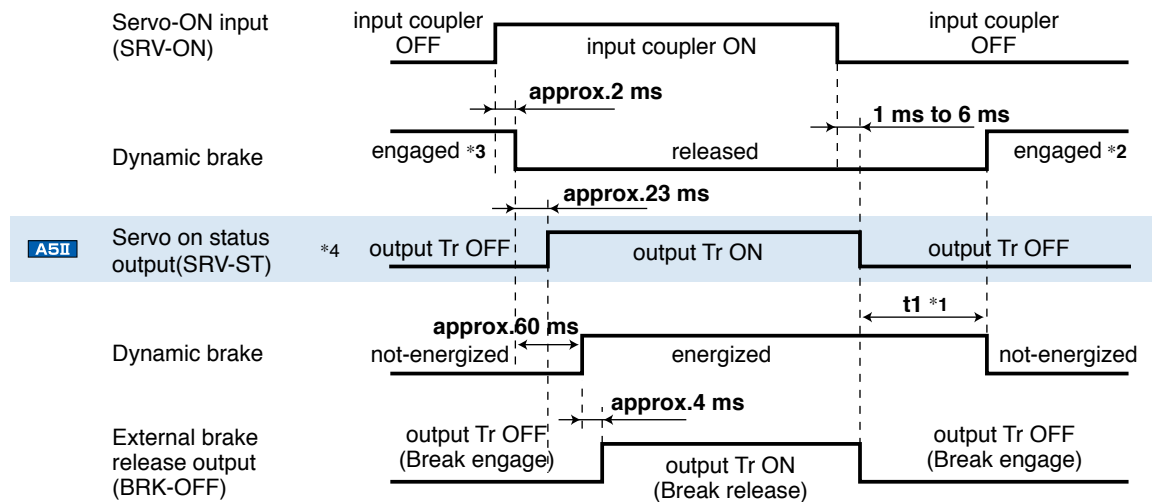 Servo-ON input
(SRV-ON)
input coupler
OFF
input coupler ON
input coupler
OFF
approx.2 ms
1 ms to 6 ms
Dynamic brake
engaged *3
released
engaged *2
approx.23 ms
A5II
Servo on status
output(SRV-ST)
*4
output Tr OFF
output Tr ON
output Tr OFF
t1 *1
approx.60 ms
Dynamic brake
not-energized
energized
not-energized
approx.4 ms
External brake
release output
(BRK-OFF)
output Tr OFF
(Break engage)
output Tr ON
(Break release)
output Tr OFF
(Break engage)